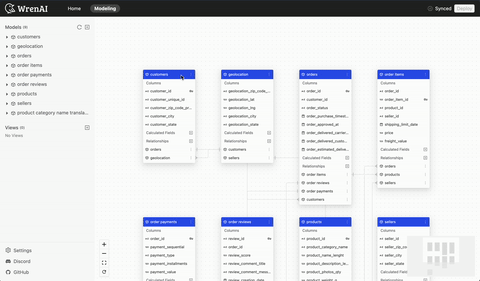 WrenAI
Home
Modeling
Synced
Deploy
Models (9)
customers
geolocation
orders
order items
order payments
order reviews
products
sellers
product category name transla...
Views (0)
No Views
Settings
Discord
GitHub
customers
Columns
customer_id
customer_unique_id
customer_zip_code_pr...
customer_city
customer_state
Calculated Fields
Relationships
orders
geolocation
geolocation
Columns
geolocation_zip_code_...
geolocation_lat
geolocation_lng
geolocation_city
geolocation_state
Calculated Fields
Relationships
customers
sellers
orders
Columns
order_id
customer_id
order_status
order_purchase_timest...
order_approved_at
order_delivered_carrier...
order_delivered_custo...
order_estimated_deliver...
Calculated Fields
Relationships
order items
order reviews
order payments
customers
order items
Columns
order_id
order_item_id
product_id
seller_id
shipping_limit_date
price
freight_value
Calculated Fields
Relationships
orders
products
sellers
order payments
Columns
order_id
payment_sequential
payment_type
payment_installments
payment_value
order reviews
Columns
review_id
order_id
review_score
review_comment_title
review_comment_mess...
review_creation_date
products
Columns
product_id
product_category_name
product_name_lenght
product_description_le...
product_photos_qty
product_weight_g
sellers
Columns
seller_id
seller_zip_code...
seller_city
seller_state
Calculated Fields